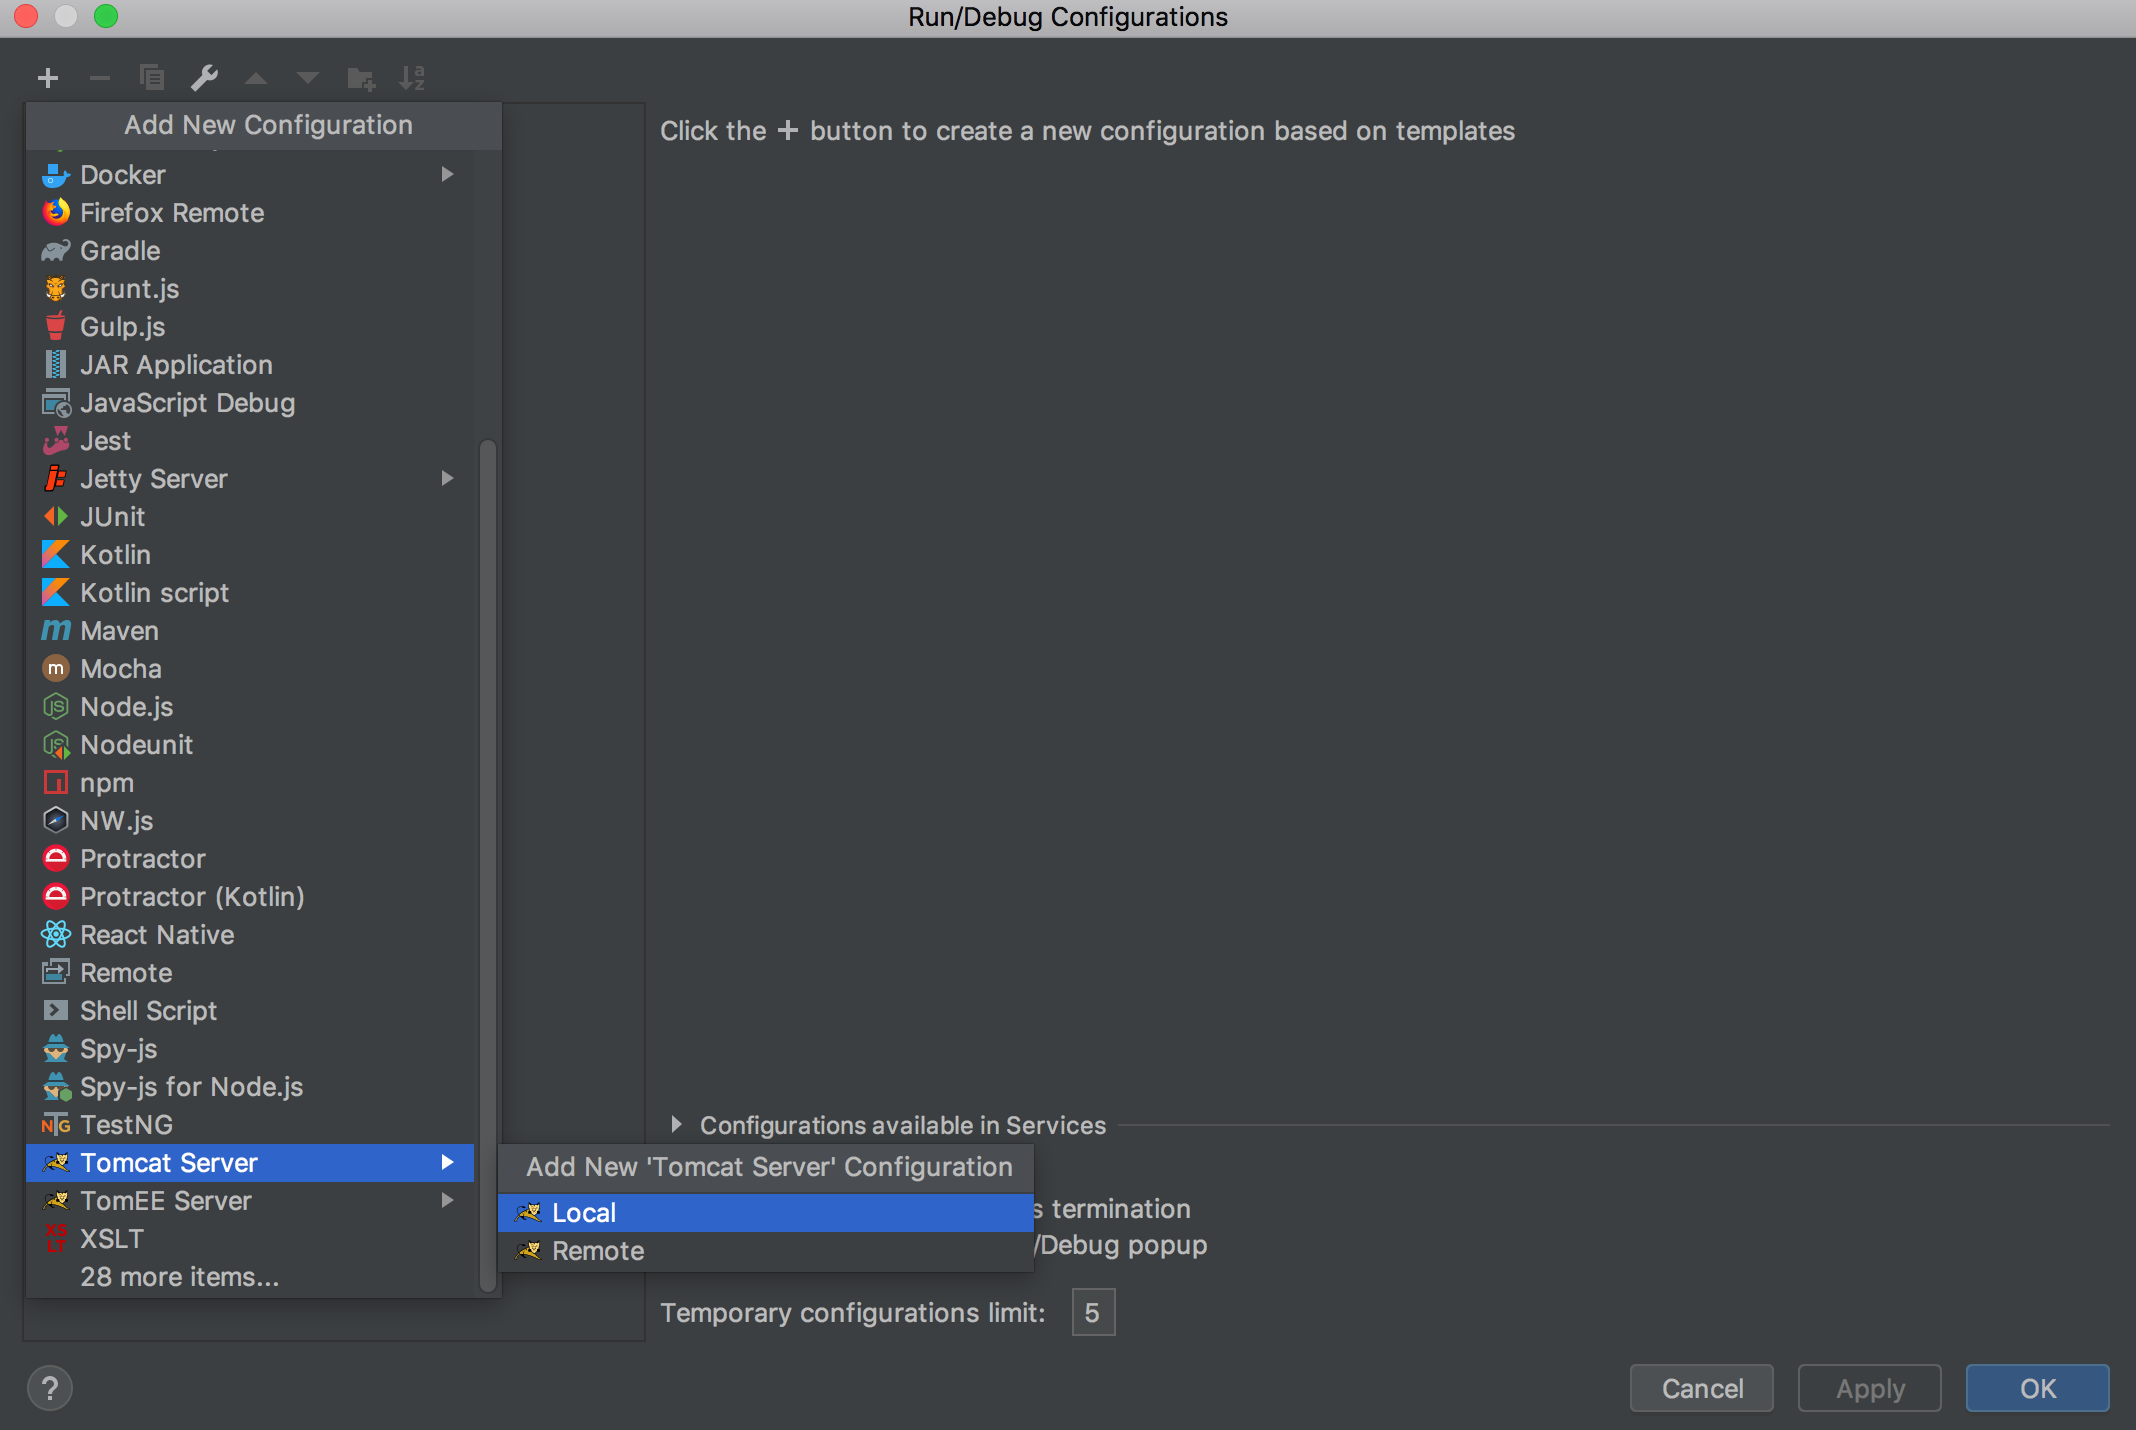 Run/Debug Configurations
Add New Configuration
Click the + button to create a new configuration based on templates
Docker
Firefox Remote
Gradle
Grunt.js
Gulp.js
JAR Application
JavaScript Debug
Jest
Jetty Server
JUnit
Kotlin
Kotlin script
Maven
Mocha
Node.js
Nodeunit
npm
NW.js
Protractor
Protractor (Kotlin)
React Native
Remote
Shell Script
Spy-js
Spy-js for Node.js
TestNG
Tomcat Server
TomEE Server
XSLT
28 more items...
Configurations available in Services
Add New 'Tomcat Server' Configuration
Local
Remote
s termination
/Debug popup
Temporary configurations limit: 5
?
Cancel
Apply
OK